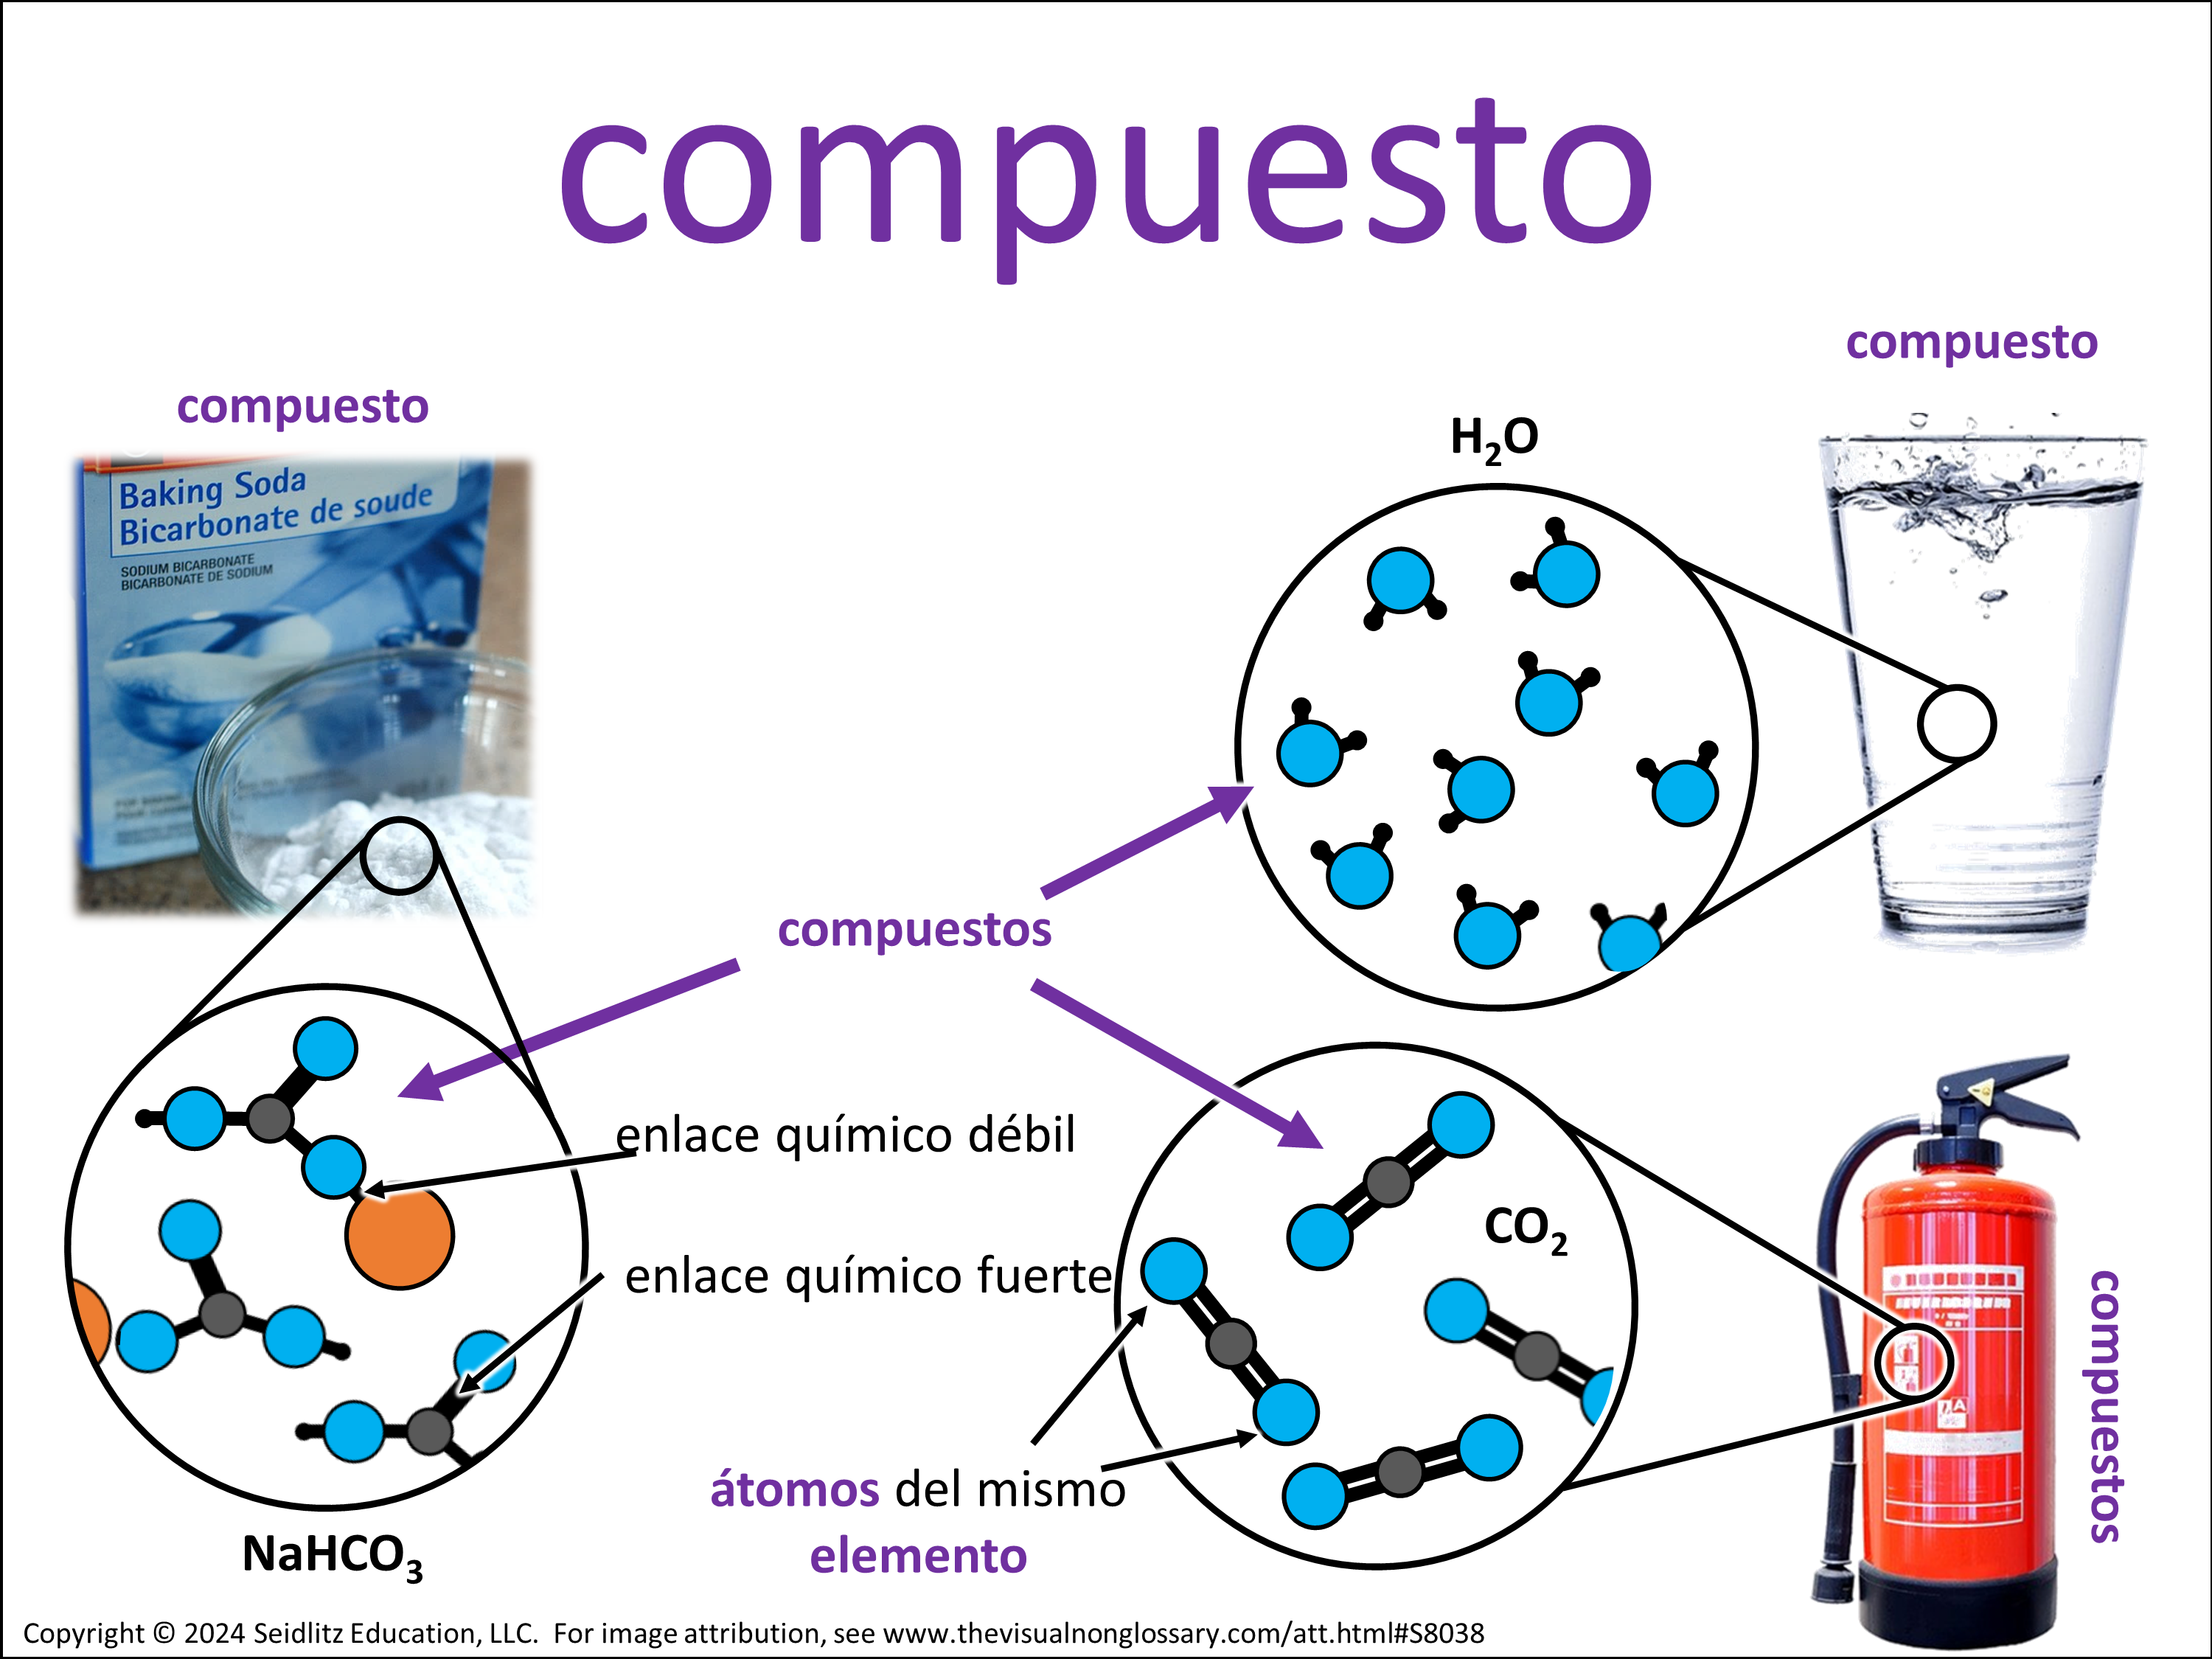 compuesto
compuesto
compuesto
Baking Soda
Bicarbonate de soude
SODIUM BICARBONATE
BICARBONATE DE SODIUM
H₂O
compuestos
enlace químico débil
enlace químico fuerte
CO₂
compuestos
átomos del mismo
elemento
NaHCO₃
Copyright © 2024 Seidlitz Education, LLC. For image attribution, see www.thevisualnonglossary.com/att.html#S8038